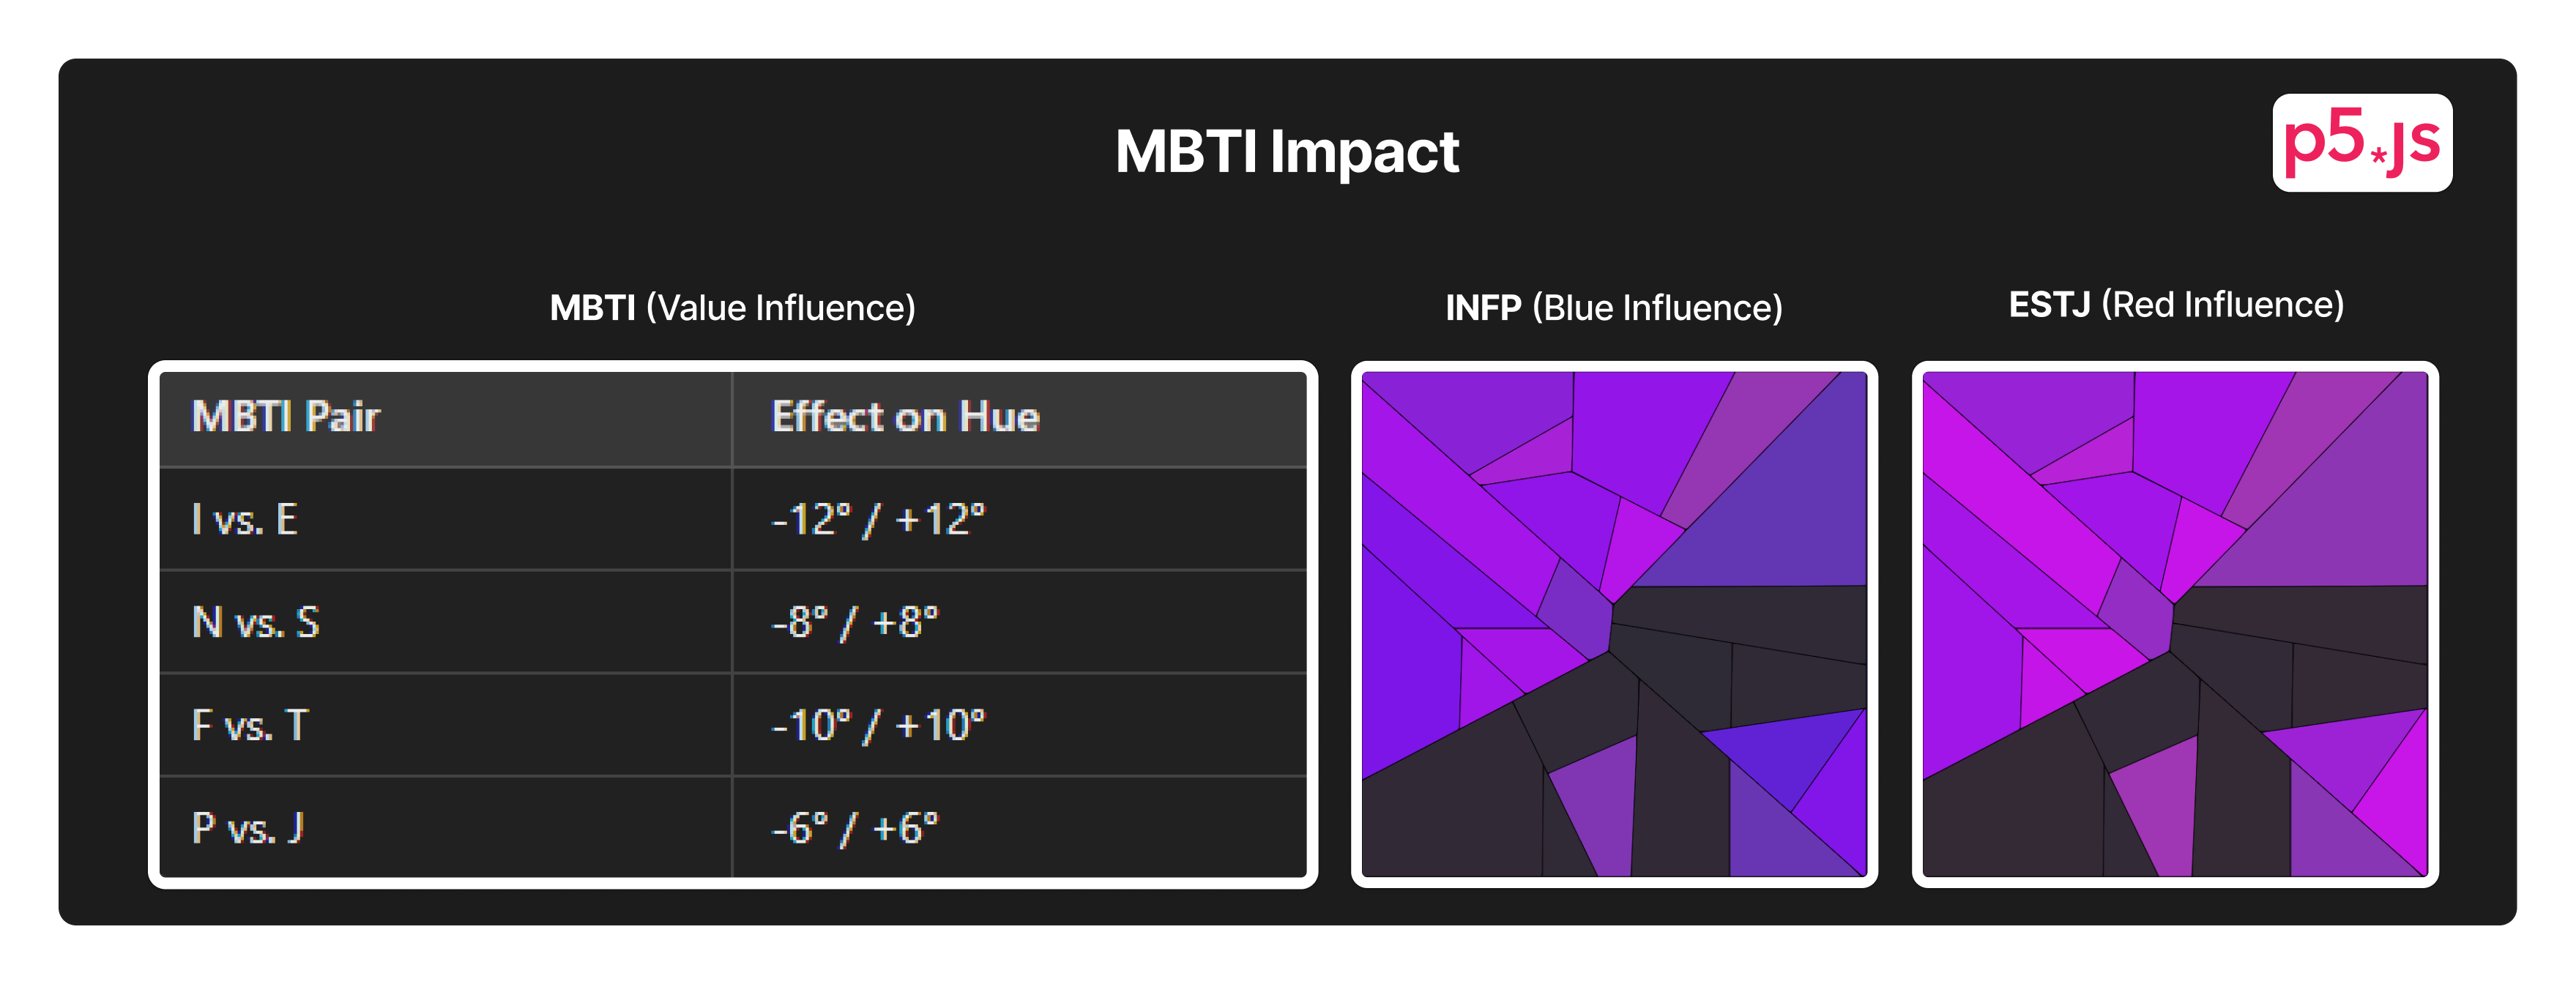 MBTI Impact
p5.js
MBTI (Value Influence)
INFP (Blue Influence)
ESTJ (Red Influence)
MBTI Pair
Effect on Hue
I vs. E
-12° / +12°
N vs. S
-8° / +8°
F vs. T
-10° / +10°
P vs. J
-6° / +6°